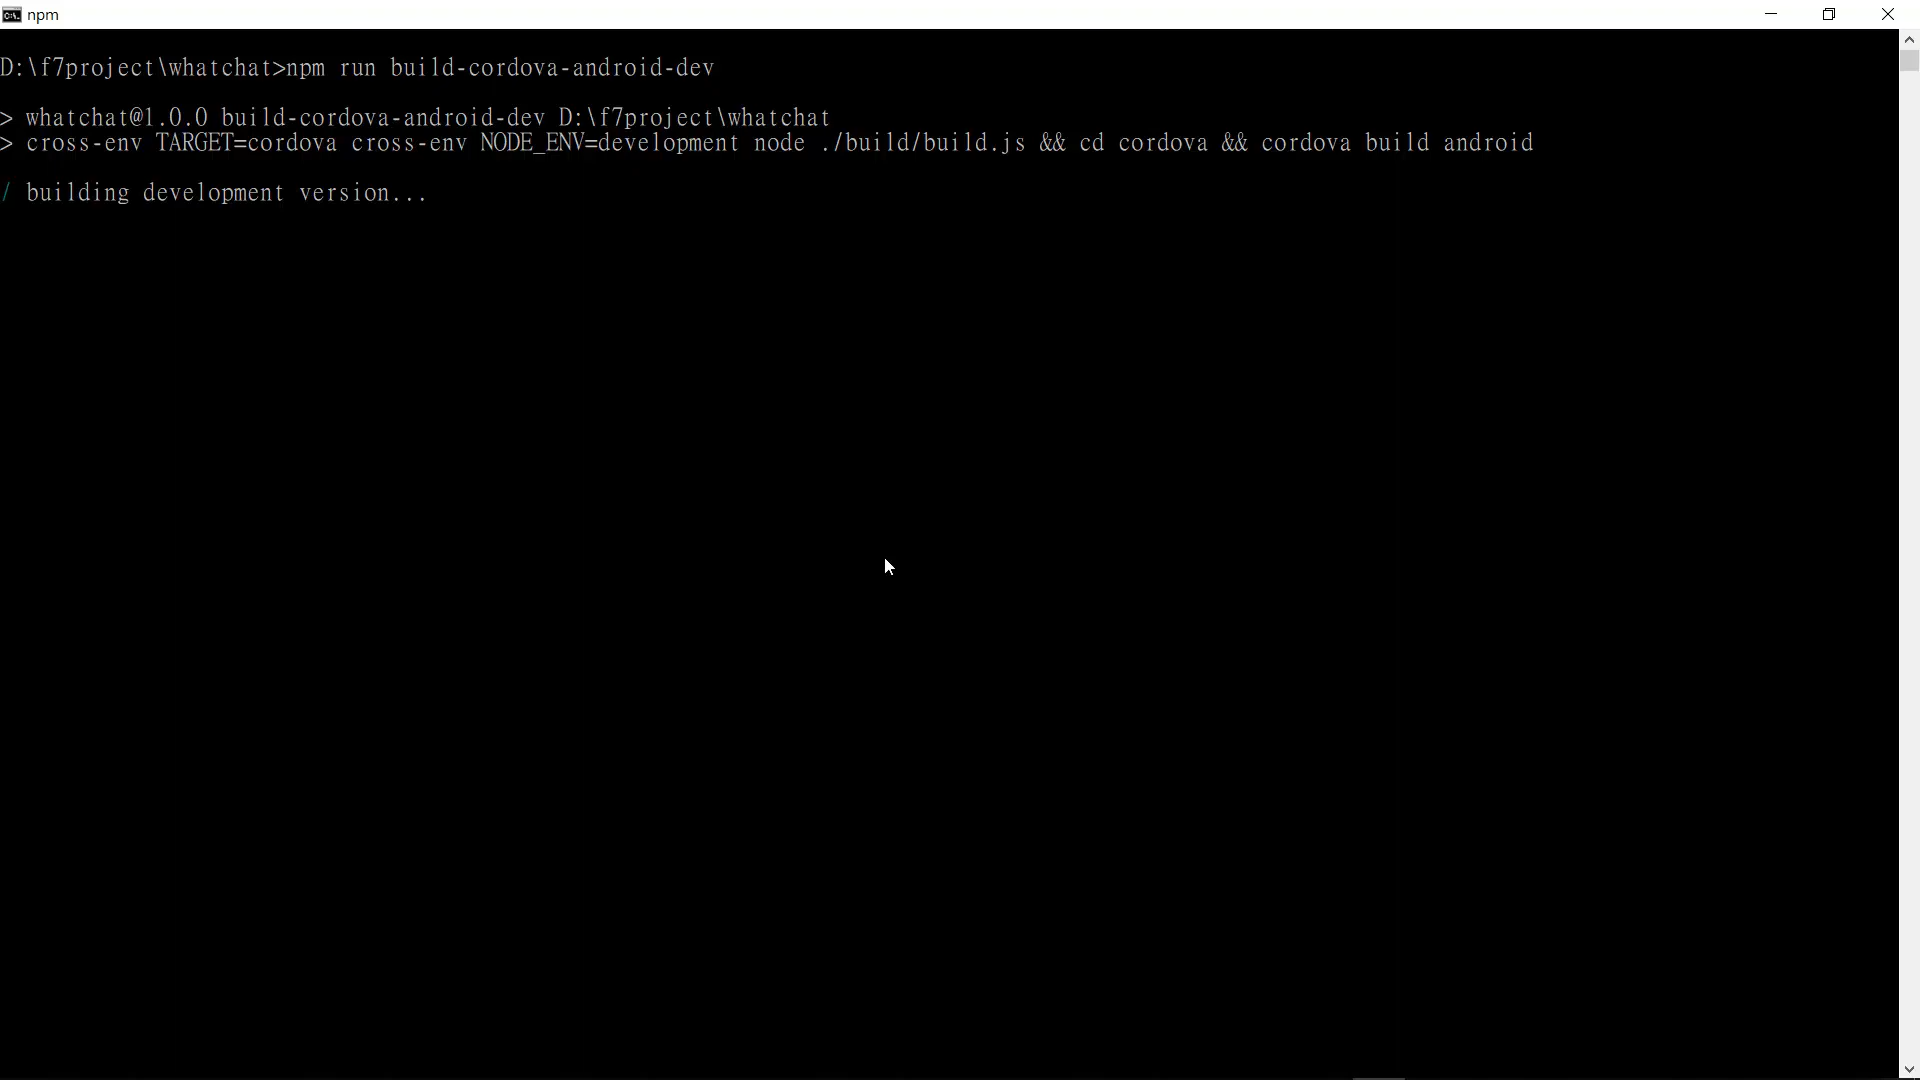 npm
D:\f7project\whatchat>npm run build-cordova-android-dev
> whatchat@1.0.0 build-cordova-android-dev D:\f7project\whatchat
> cross-env TARGET=cordova cross-env NODE_ENV=development node ./build/build.js && cd cordova && cordova build android
/ building development version...